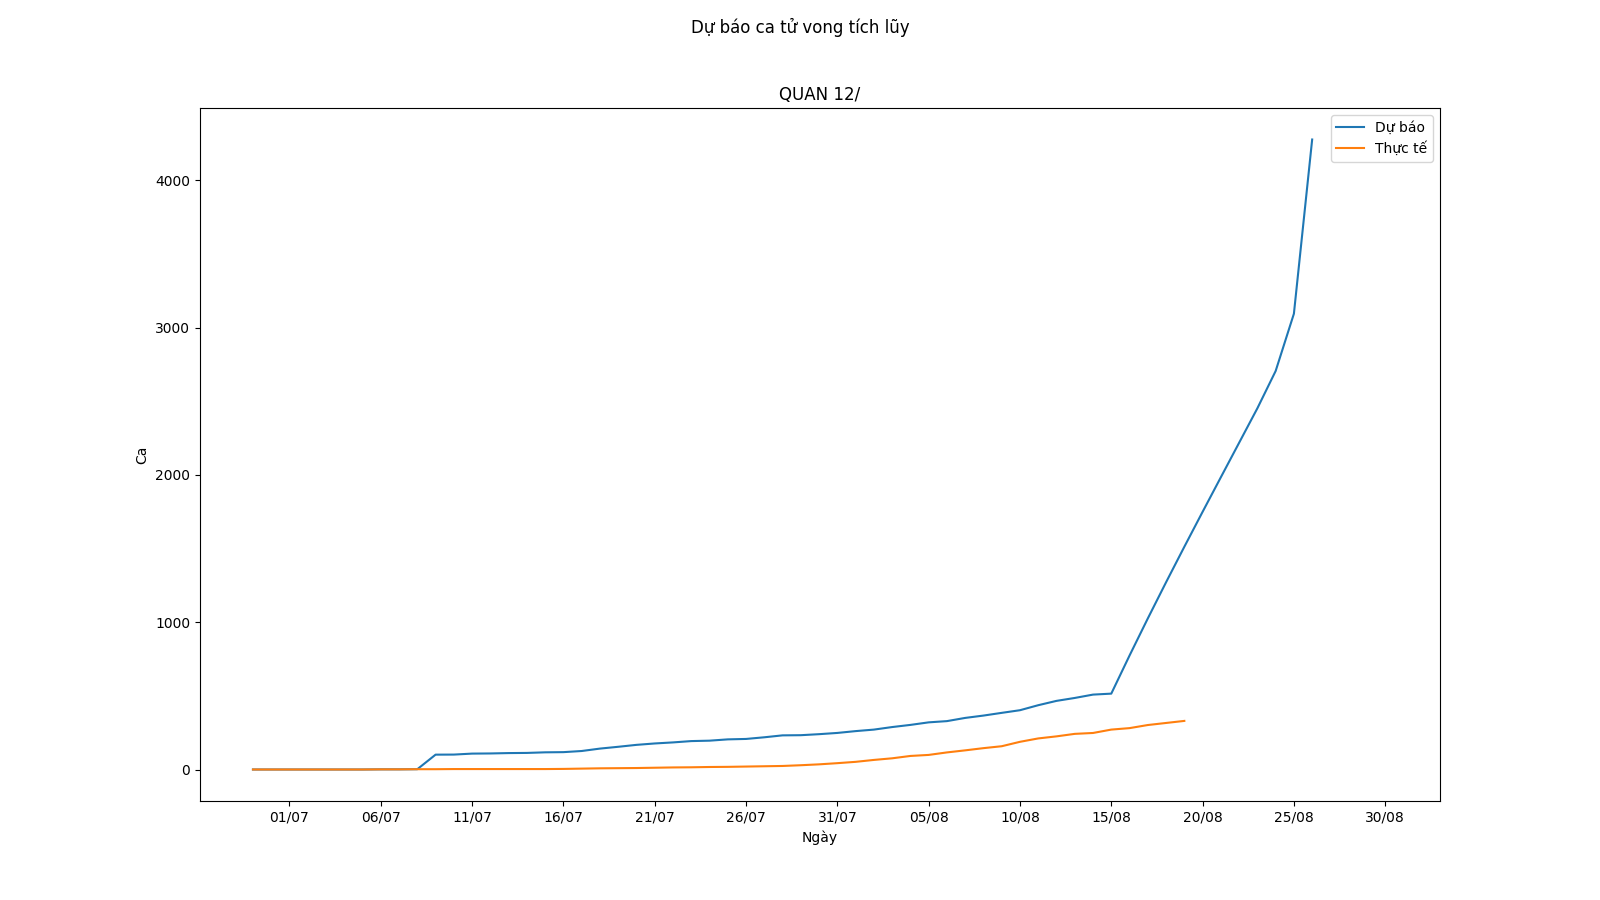 Dự báo ca tử vong tích lũy
QUAN 12/
Dự báo
Thực tế
4000
3000
2000
1000
0
Ca
01/07 06/07 11/07 16/07 21/07 26/07 31/07 05/08 10/08 15/08 20/08 25/08 30/08
Ngày